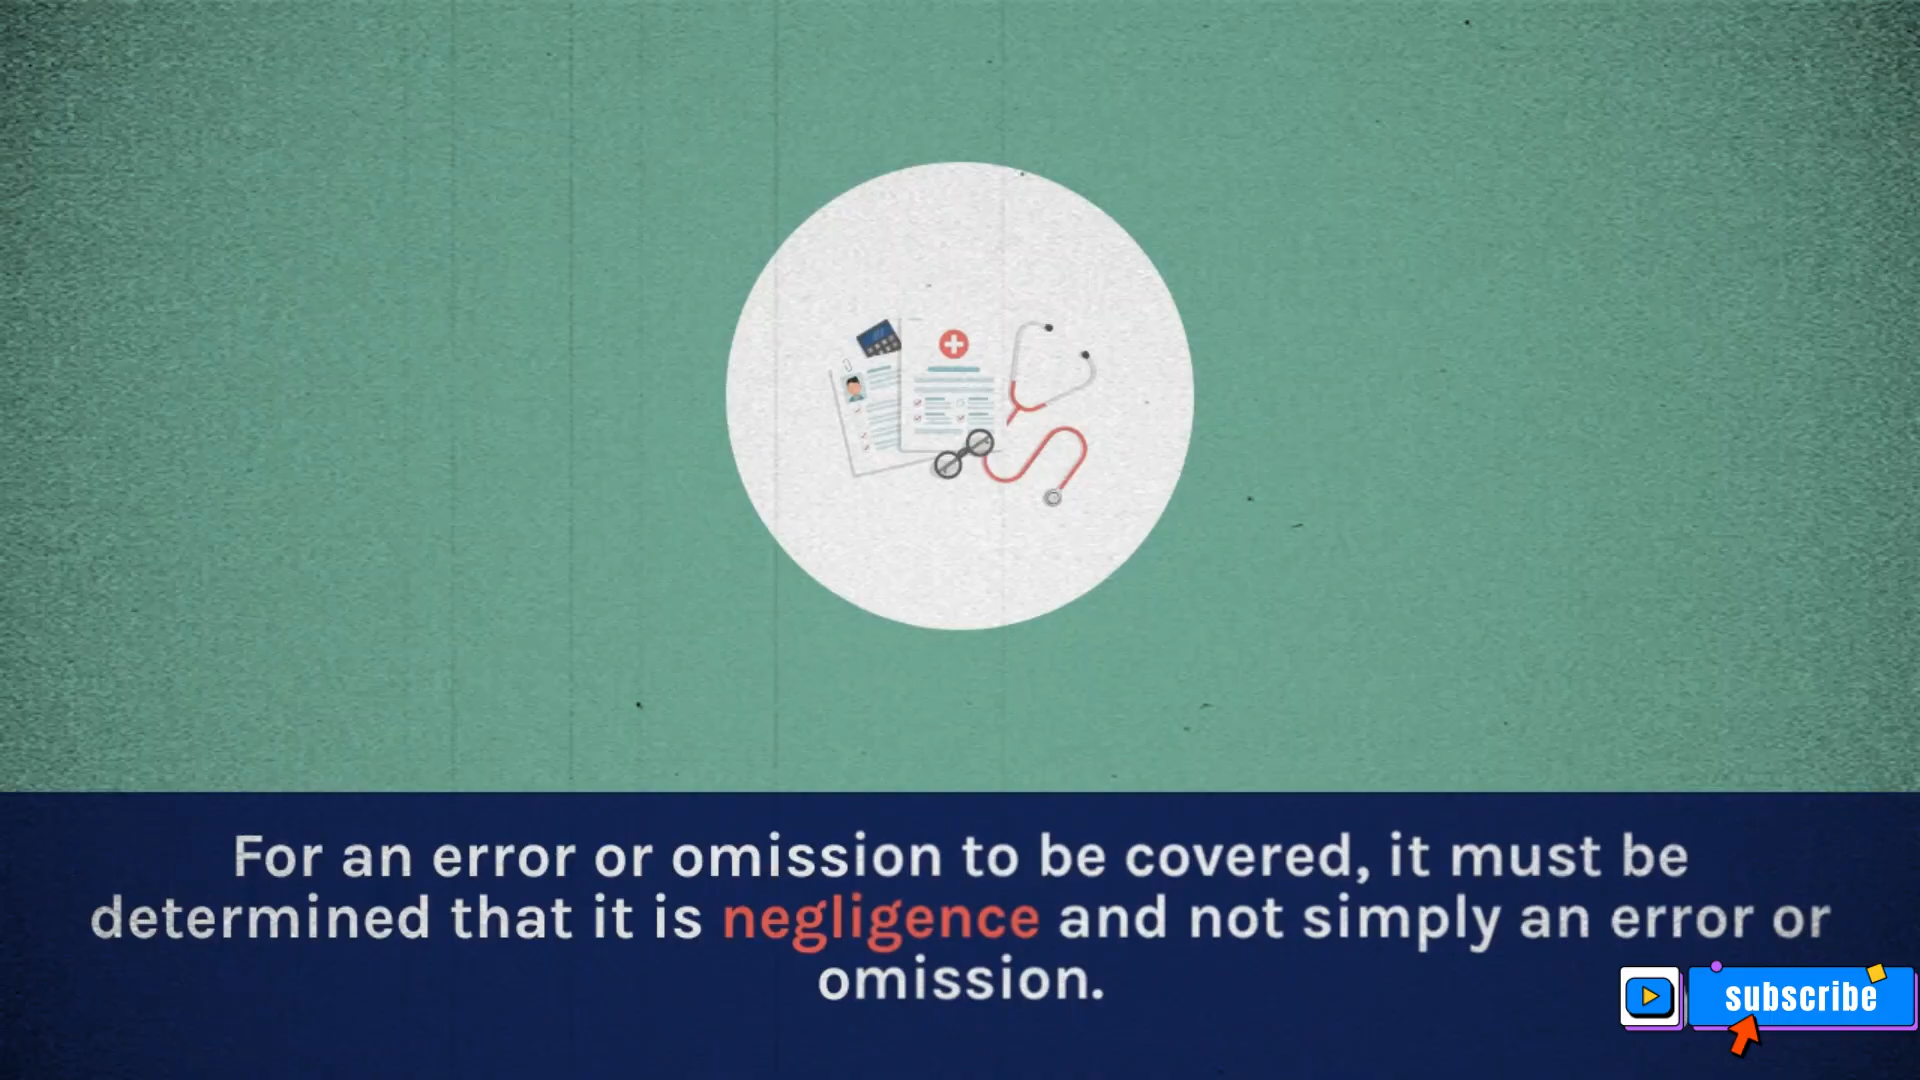 For an error or omission to be covered, it must be
determined that it is negligence and not simply an error or
omission.
subscribe